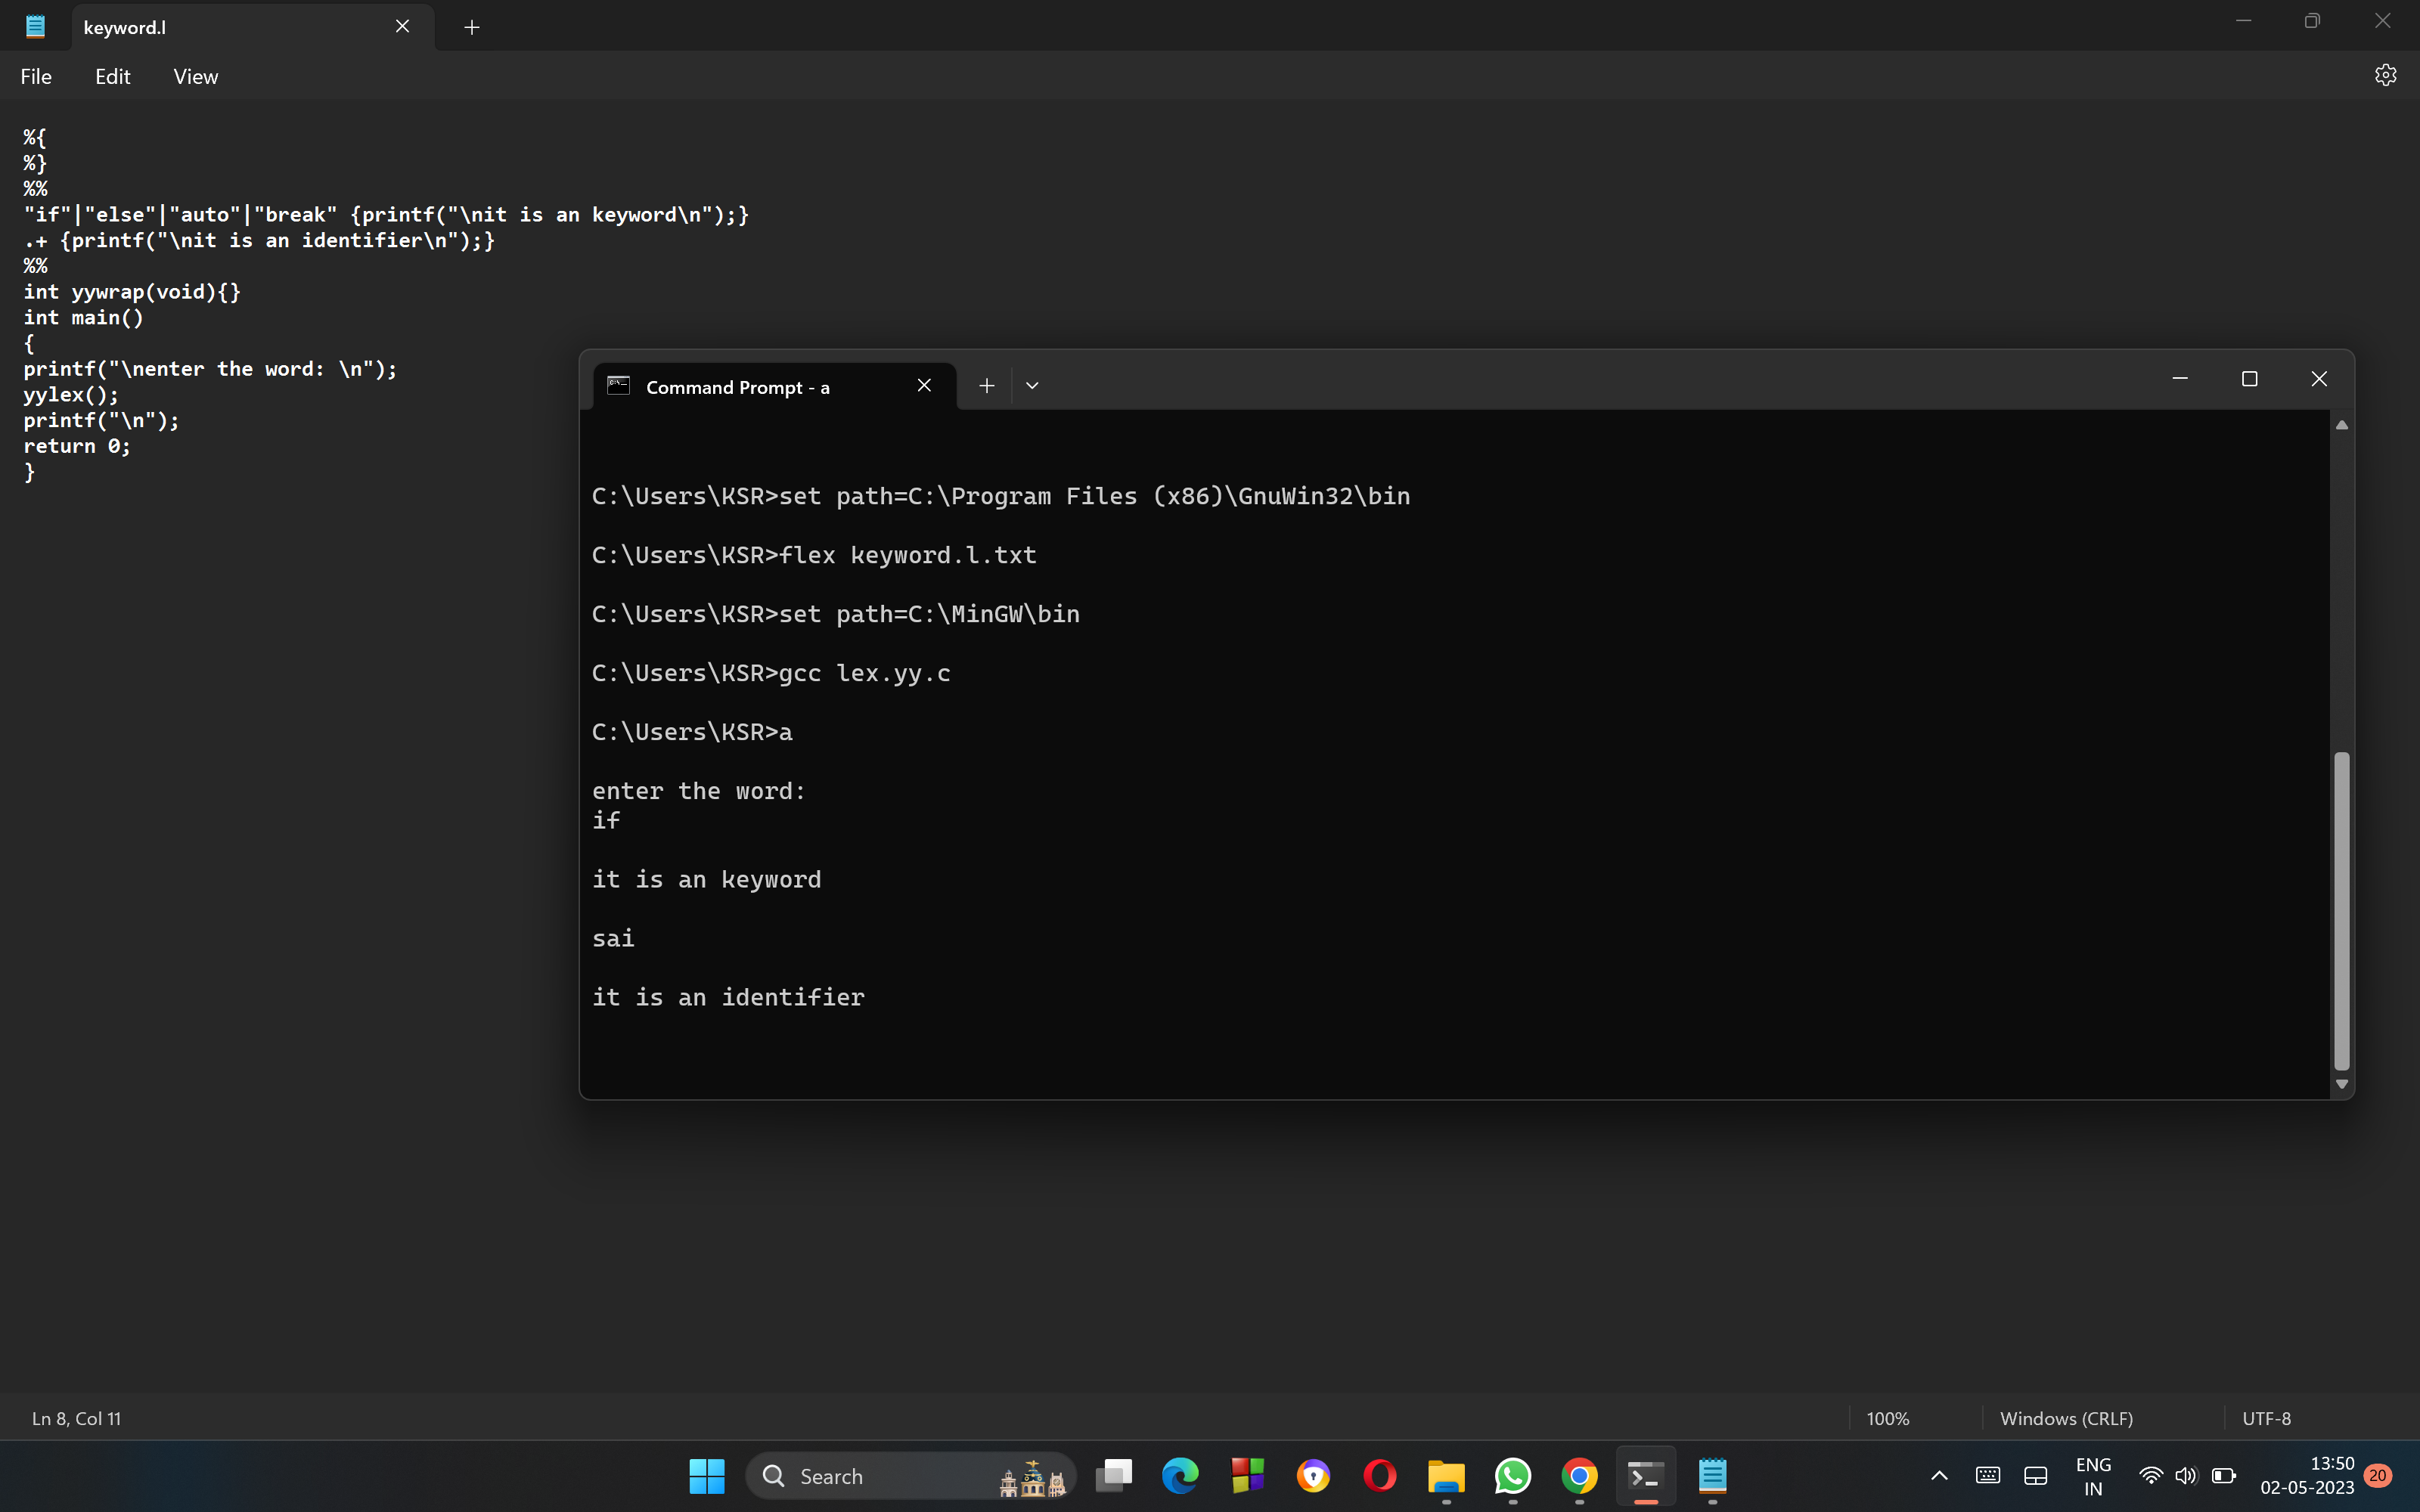 keyword.l
File Edit View
%{
%}
%%
"if"|"else"|"auto"|"break" {printf("\nit is an keyword\n");}
.+ {printf("\nit is an identifier\n");}
%%
int yywrap(void){}
int main()
{
printf("\nenter the word: \n");
yylex();
printf("\n");
return 0;
}
Command Prompt - a
C:\Users\KSR>set path=C:\Program Files (x86)\GnuWin32\bin
C:\Users\KSR>flex keyword.l.txt
C:\Users\KSR>set path=C:\MinGW\bin
C:\Users\KSR>gcc lex.yy.c
C:\Users\KSR>a
enter the word:
if
it is an keyword
sai
it is an identifier
Ln 8, Col 11 100% Windows (CRLF) UTF-8
Search
ENG
IN
13:50
02-05-2023
20